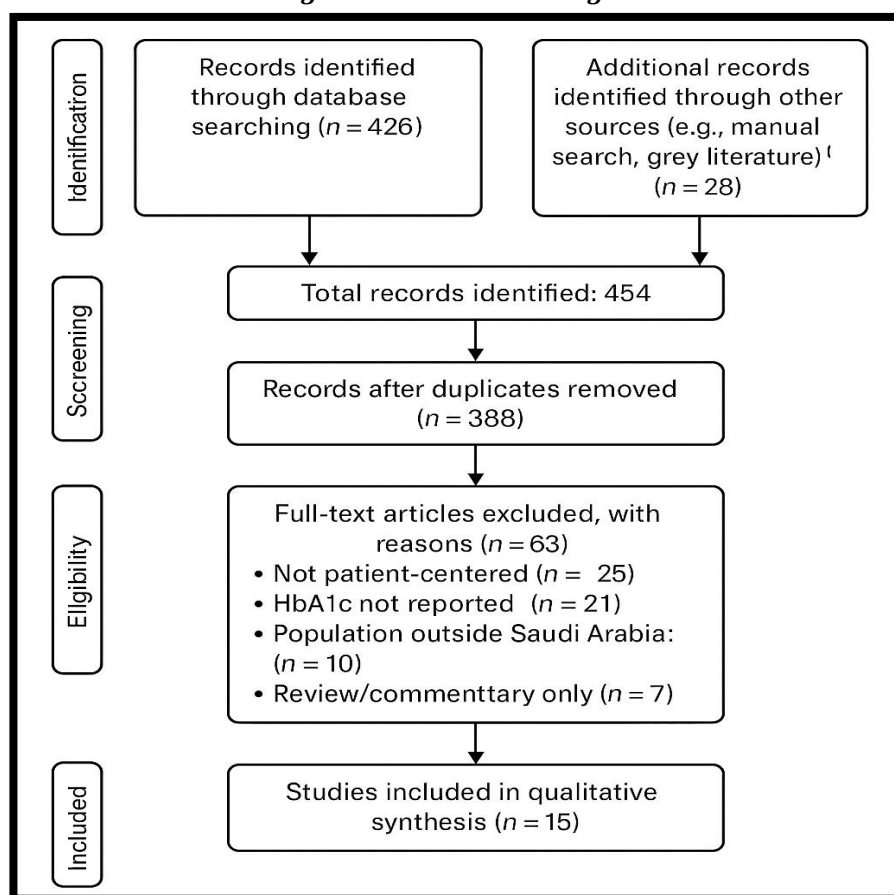 Idenilfication
Records identified
through database
searching (n = 426)
Additional records
identified through other
sources (e.g., manual
search, grey literature) (
(n = 28)
Sccreening
Total records identified: 454
Records after duplicates removed
(n = 388)
Ellgibility
Full-text articles excluded, with
reasons (n = 63)
• Not patient-centered (n = 25)
• HbA1c not reported (n = 21)
• Population outside Saudi Arabia:
(n = 10)
• Review/commenttary only (n = 7)
Included
Studies included in qualitative
synthesis (n = 15)